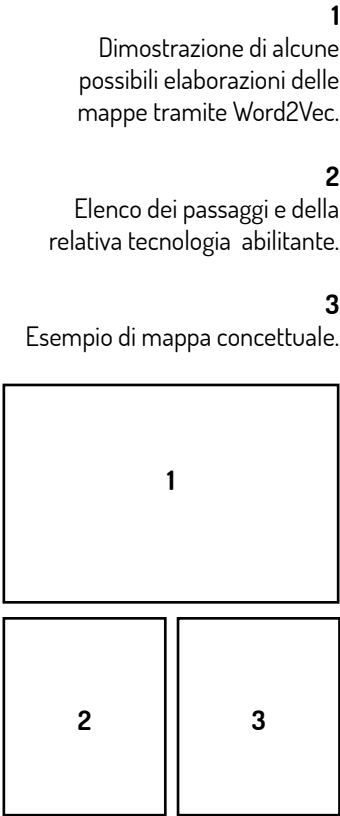 1
Dimostrazione di alcune
possibili elaborazioni delle
mappe tramite Word2Vec.
2
Elenco dei passaggi e della
relativa tecnologia  abilitante.
3
Esempio di mappa concettuale.
1
2
3